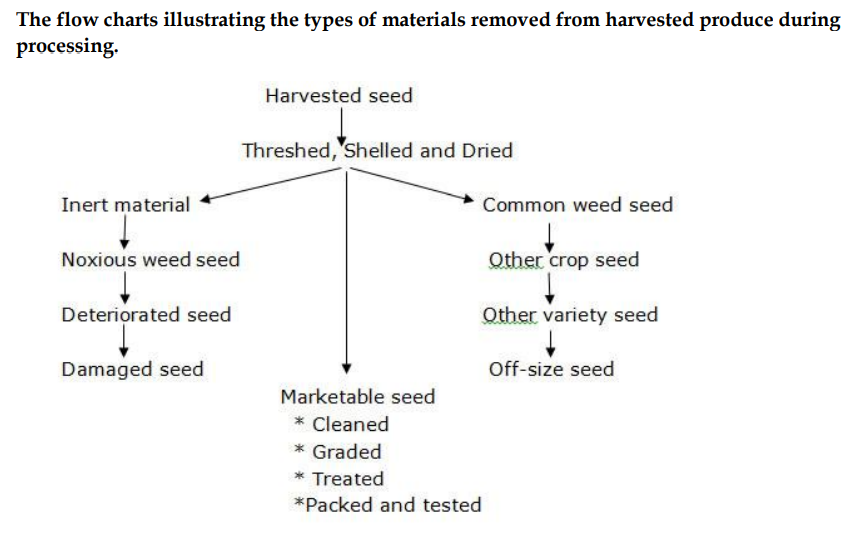 The flow charts illustrating the types of materials removed from harvested produce during
processing.
Harvested seed
Threshed, Shelled and Dried
Inert material
Noxious weed seed
Deteriorated seed
Damaged seed
Common weed seed
Other crop seed
Other variety seed
Off-size seed
Marketable seed
* Cleaned
* Graded
* Treated
*Packed and tested